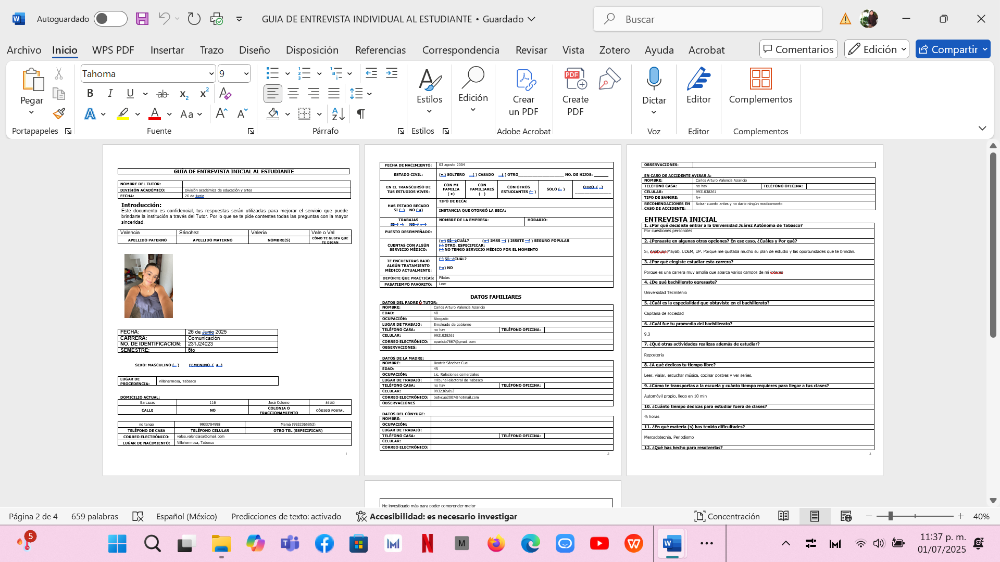 Autoguardado
GUIA DE ENTREVISTA INDIVIDUAL AL ESTUDIANTE • Guardado
Buscar
Archivo Inicio WPS PDF Insertar Trazo Diseño Disposición Referencias Correspondencia Revisar Vista Zotero Ayuda Acrobat Comentarios Edición Compartir
Pegar
Portapapeles
Tahoma 9
Fuente
Párrafo
Estilos
Estilos
Edición
Crear un PDF
Adobe Acrobat
Create PDF
Dictar
Voz
Editor
Editor
Complementos
Complementos
GUÍA DE ENTREVISTA INICIAL AL ESTUDIANTE
NOMBRE DEL TUTOR:
DIVISIÓN ACADÉMICO: División académica de educación y artes
FECHA: 26 de Junio
Introducción:
Este documento es confidencial, tus respuestas serán utilizadas para mejorar el servicio que puede
brindarte la institución a través del Tutor. Por lo que se te pide contestes todas las preguntas con la mayor
sinceridad.
Valencia Sánchez Valeria Vale o Val
APELLIDO PATERNO APELLIDO MATERNO NOMBRE(S) CÓMO TE GUSTA QUE TE DIGAN
FECHA: 26 de Junio 2025
CARRERA: Comunicación
NO. DE IDENTIFICACION: 231J24023
SEMESTRE: 6to
SEXO: MASCULINO ( ) FEMENINO ( • )
LUGAR DE PROCEDENCIA: Villahermosa, Tabasco
DOMICILIO ACTUAL:
Barcazas 116 José Colomo 86100
CALLE NO COLONIA O FRACCIONAMIENTO CÓDIGO POSTAL
no tengo 9933784998 Mamá (9932365853)
TELÉFONO DE CASA TELÉFONO CELULAR OTRO TEL (ESPECIFICAR)
CORREO ELECTRÓNICO: valee.valenciasa@gmail.com
LUGAR DE NACIMIENTO: Villahermosa, Tabasco
1
FECHA DE NACIMIENTO: 03 agosto 2004
ESTADO CIVIL: (•) SOLTERO ( ) CASADO ( ) OTRO____ NO. DE HIJOS: ____
EN EL TRANSCURSO DE TUS ESTUDIOS VIVES: CON MI FAMILIA (•) CON FAMILIARES ( ) CON OTROS ESTUDIANTES ( ) SOLO ( ) OTRO ( )
HAS ESTADO BECADO SI ( ) NO (•) TIPO DE BECA:
INSTANCIA QUE OTORGÓ LA BECA:
TRABAJAS SI ( ) NO ( • ) NOMBRE DE LA EMPRESA: HORARIO:
PUESTO DESEMPEÑADO:
CUENTAS CON ALGÚN SERVICIO MÉDICO: (•) SÍ. ¿CUÁL? (•) IMSS ( ) ISSSTE ( ) SEGURO POPULAR
( ) OTRO, ESPECIFICAR:
( ) NO TENGO SERVICIO MÉDICO POR EL MOMENTO
TE ENCUENTRAS BAJO ALGÚN TRATAMIENTO MÉDICO ACTUALMENTE: ( ) SÍ. ¿CUÁL?
(•) NO
DEPORTE QUE PRACTICAS: Pilates
PASATIEMPO FAVORITO: Leer
DATOS FAMILIARES
DATOS DEL PADRE Ó TUTOR:
NOMBRE: Carlos Arturo Valencia Aparicio
EDAD: 48
OCUPACIÓN: Abogado
LUGAR DE TRABAJO: Empleado de gobierno
TELÉFONO CASA: no hay TELÉFONO OFICINA:
CELULAR: 9931038261
CORREO ELECTRÓNICO: aparicio7667@gmail.com
OBSERVACIONES:
DATOS DE LA MADRE:
NOMBRE: Beatriz Sánchez Cue
EDAD: 45
OCUPACIÓN: Lic. Relaciones comerciales
LUGAR DE TRABAJO: Tribunal electoral de Tabasco
TELÉFONO CASA: no hay TELÉFONO OFICINA:
CELULAR: 9932365853
CORREO ELECTRÓNICO: betycue2007@hotmail.com
OBSERVACIONES
DATOS DEL CÓNYUGE:
NOMBRE:
OCUPACIÓN:
LUGAR DE TRABAJO:
TELÉFONO CASA: TELÉFONO OFICINA:
CELULAR:
CORREO ELECTRÓNICO:
2
OBSERVACIONES:
EN CASO DE ACCIDENTE AVISAR A:
NOMBRE: Carlos Arturo Valencia Aparicio
TELÉFONO CASA: no hay TELÉFONO OFICINA:
CELULAR: 9931038261
TIPO DE SANGRE: A+
RECOMENDACIONES EN CASO DE ACCIDENTE: Avisar cuanto antes y no darle ningún medicamento
ENTREVISTA INICIAL
1. ¿Por qué decidiste entrar a la Universidad Juárez Autónoma de Tabasco?
Por cuestiones personales
2. ¿Pensaste en algunas otras opciones? En ese caso, ¿Cuáles y Por qué?
Si, Anahuac Mayab, UDEM, UP. Porque me gustaba mucho su plan de estudio y las oportunidades que te brindan.
3. ¿Por qué elegiste estudiar esta carrera?
Porque es una carrera muy amplia que abarca varios campos de mi interes
4. ¿De qué bachillerato egresaste?
Universidad Tecmilenio
5. ¿Cuál es la especialidad que obtuviste en el bachillerato?
Capitana de sociedad
6. ¿Cuál fue tu promedio del bachillerato?
9.3
7. ¿Qué otras actividades realizas además de estudiar?
Repostería
8. ¿A qué dedicas tu tiempo libre?
Leer, viajar, escuchar música, cocinar postres y ver series.
9. ¿Cómo te transportas a la escuela y cuánto tiempo requieres para llegar a tus clases?
Automóvil propio, llego en 10 min
10. ¿Cuánto tiempo dedicas para estudiar fuera de clases?
⅔ horas
11. ¿En qué materia (s) has tenido dificultades?
Mercadotecnia, Periodismo
12. ¿Qué has hecho para resolverlas?
3
He investigado más para poder comprender mejor
Página 2 de 4 659 palabras Español (México) Predicciones de texto: activado Accesibilidad: es necesario investigar Concentración 40%
5
11:37 p. m.
01/07/2025